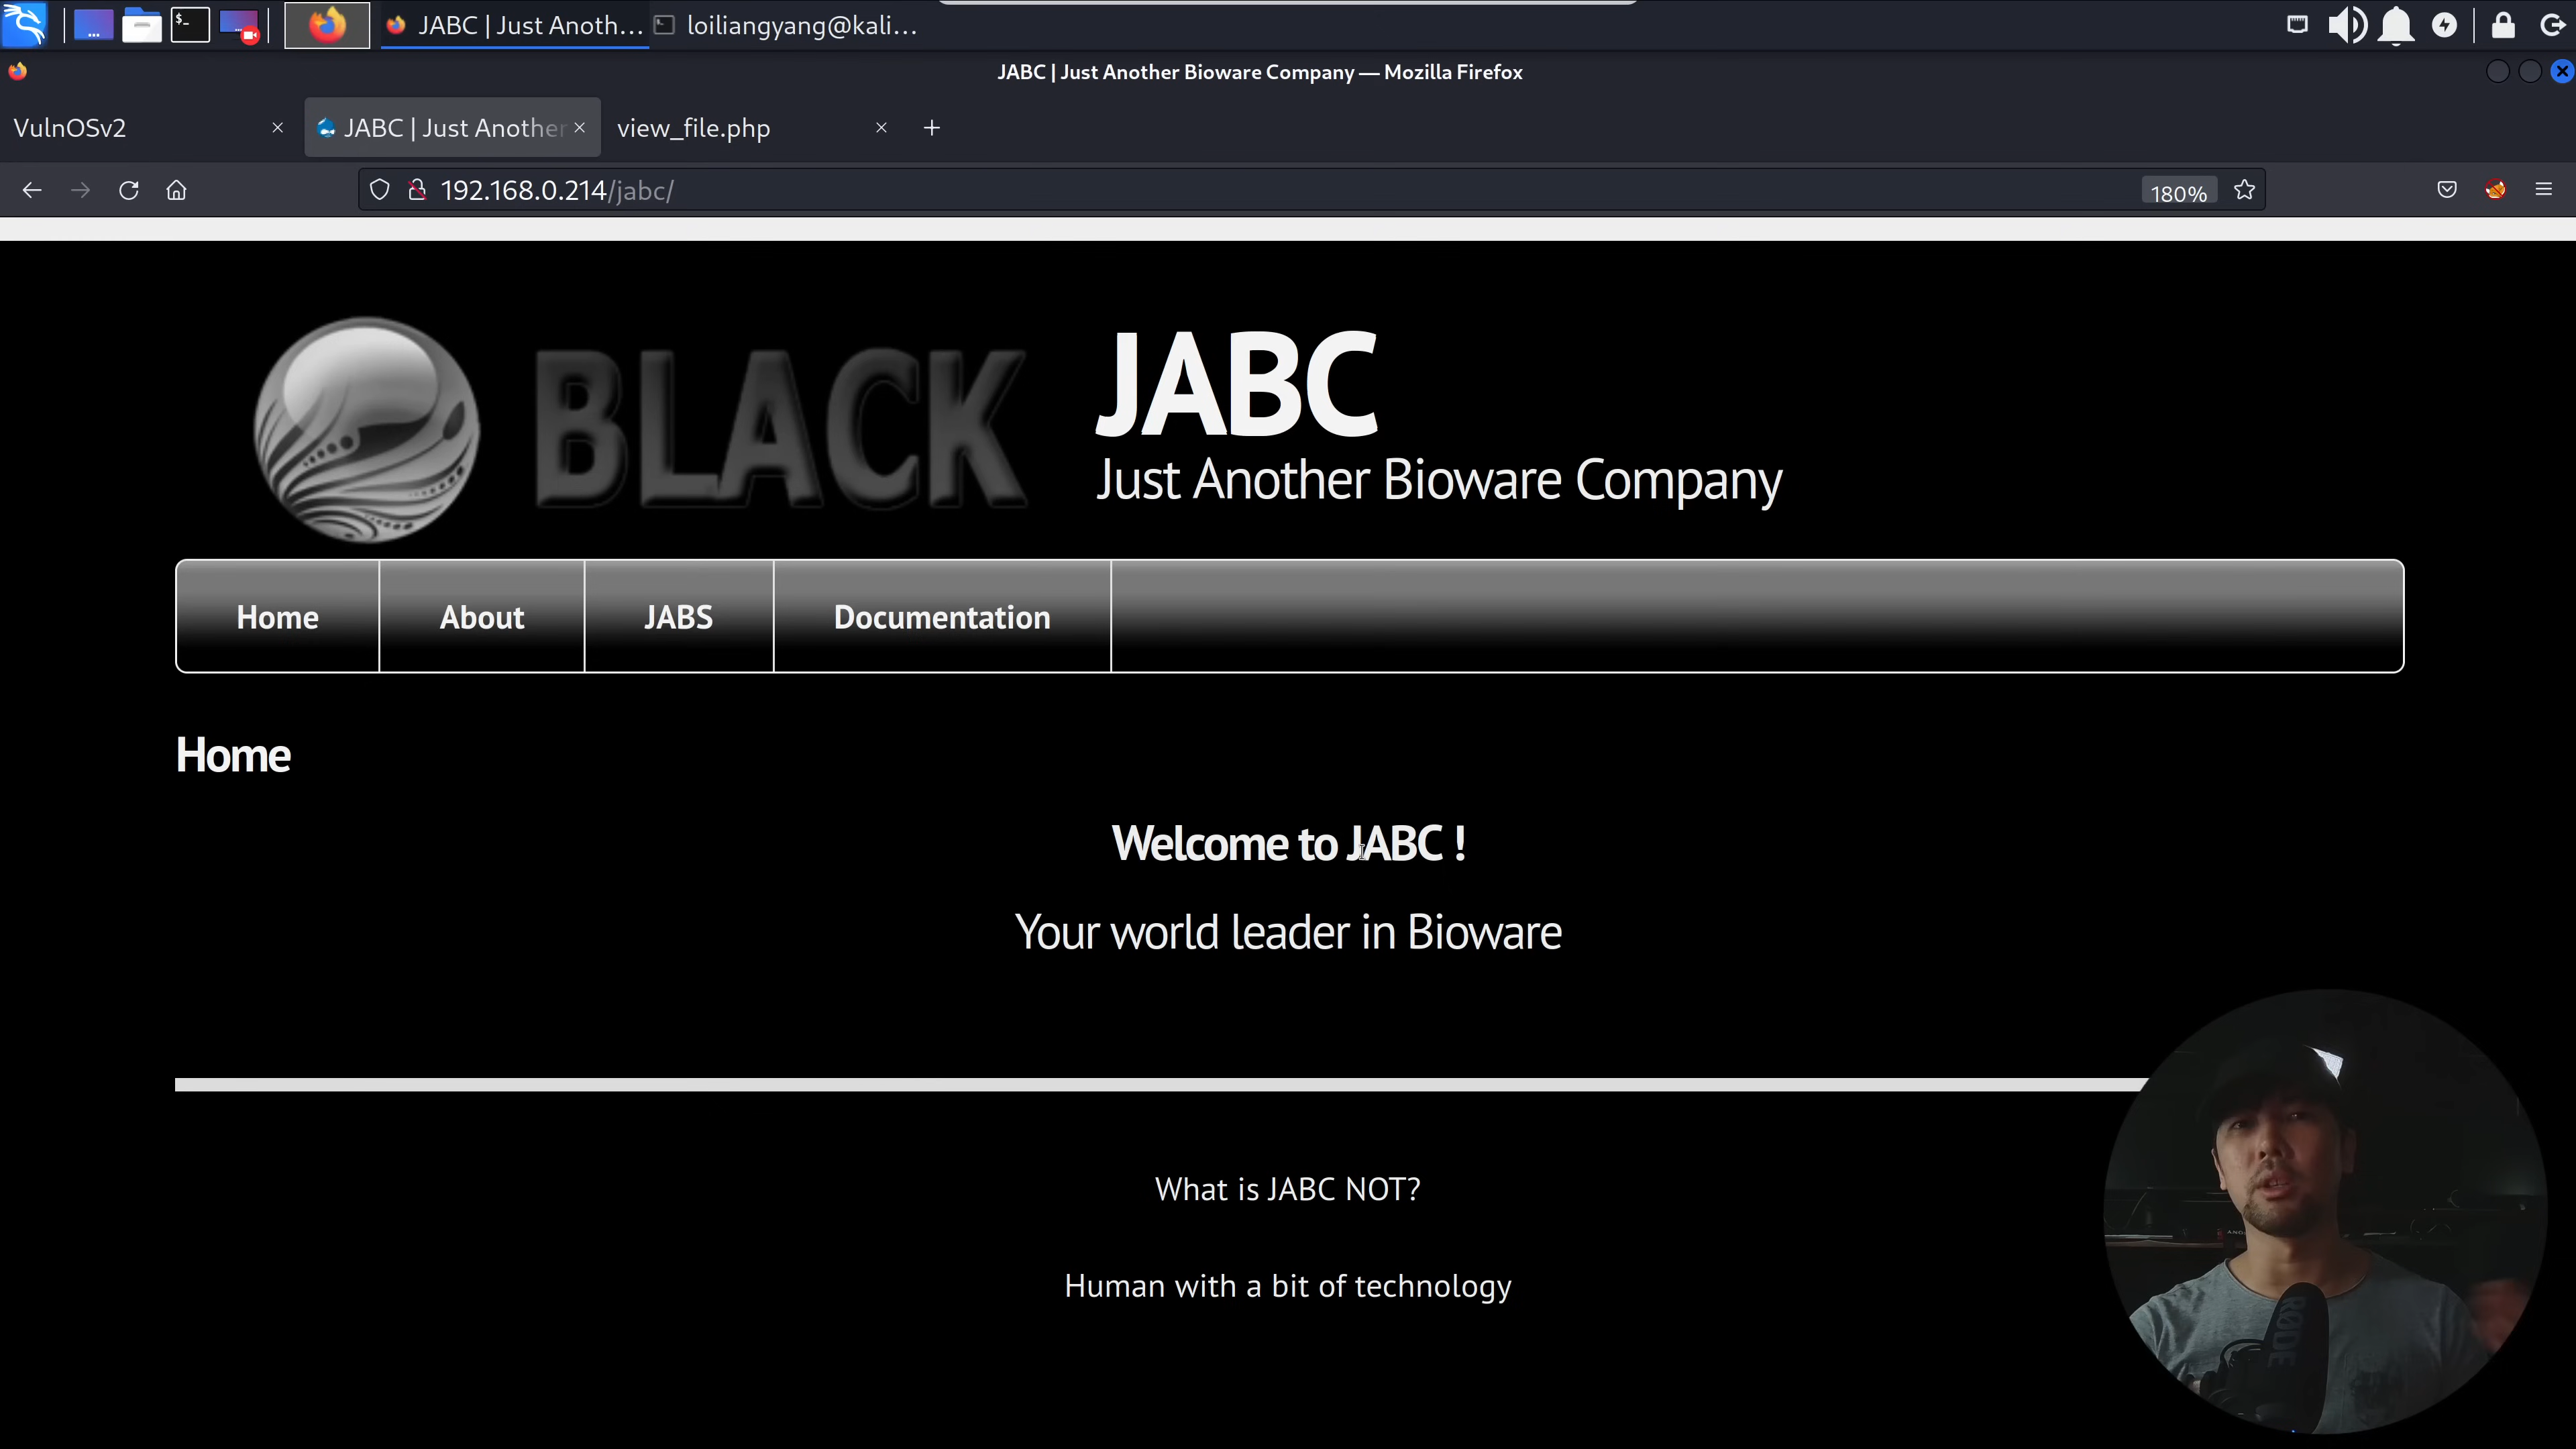 JABC | Just Anoth...
loiliangyang@kali...
JABC | Just Another Bioware Company — Mozilla Firefox
VulnOSv2
JABC | Just Another
view_file.php
192.168.0.214/jabc/
180%
BLACK
JABC
Just Another Bioware Company
Home
About
JABS
Documentation
Home
Welcome to JABC !
Your world leader in Bioware
What is JABC NOT?
Human with a bit of technology
RØDE